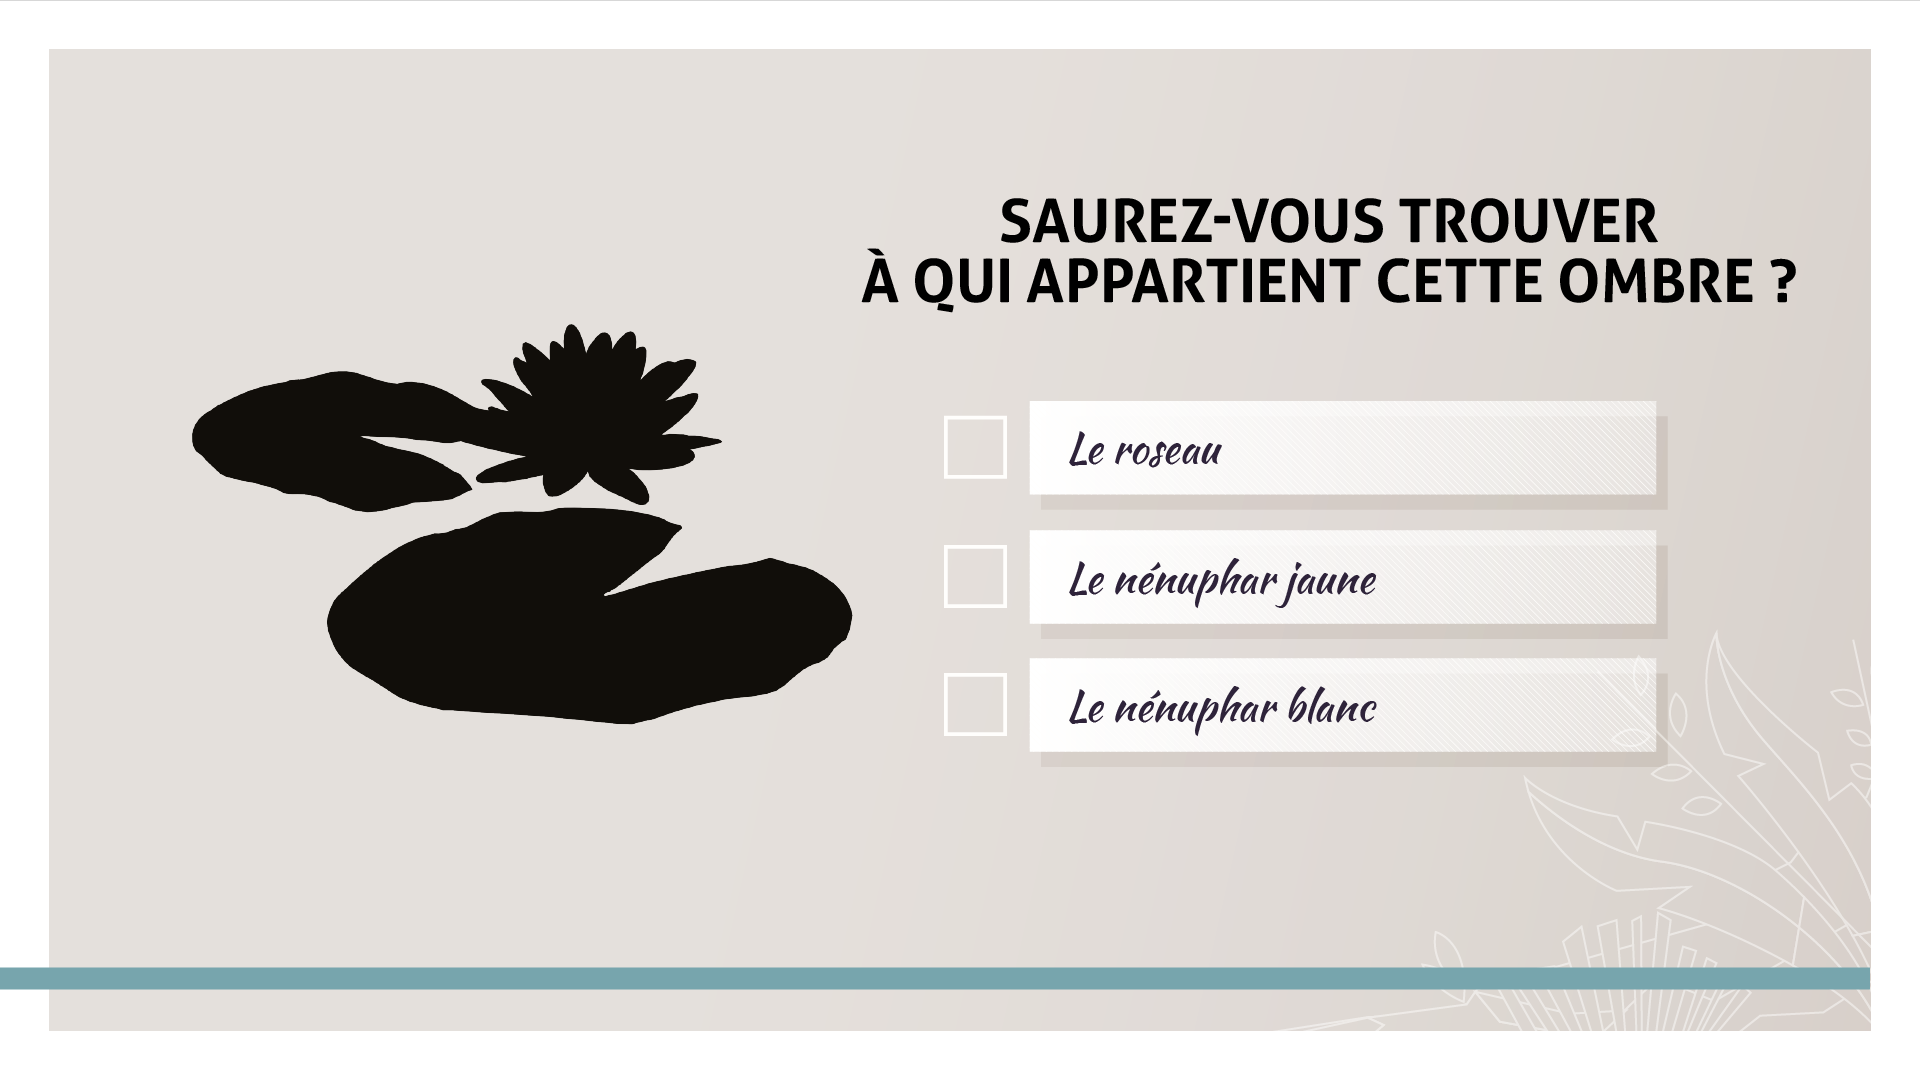 SAUREZ-VOUS TROUVER
À QUI APPARTIENT CETTE OMBRE ?
Le roseau
Le nénuphar jaune
Le nénuphar blanc